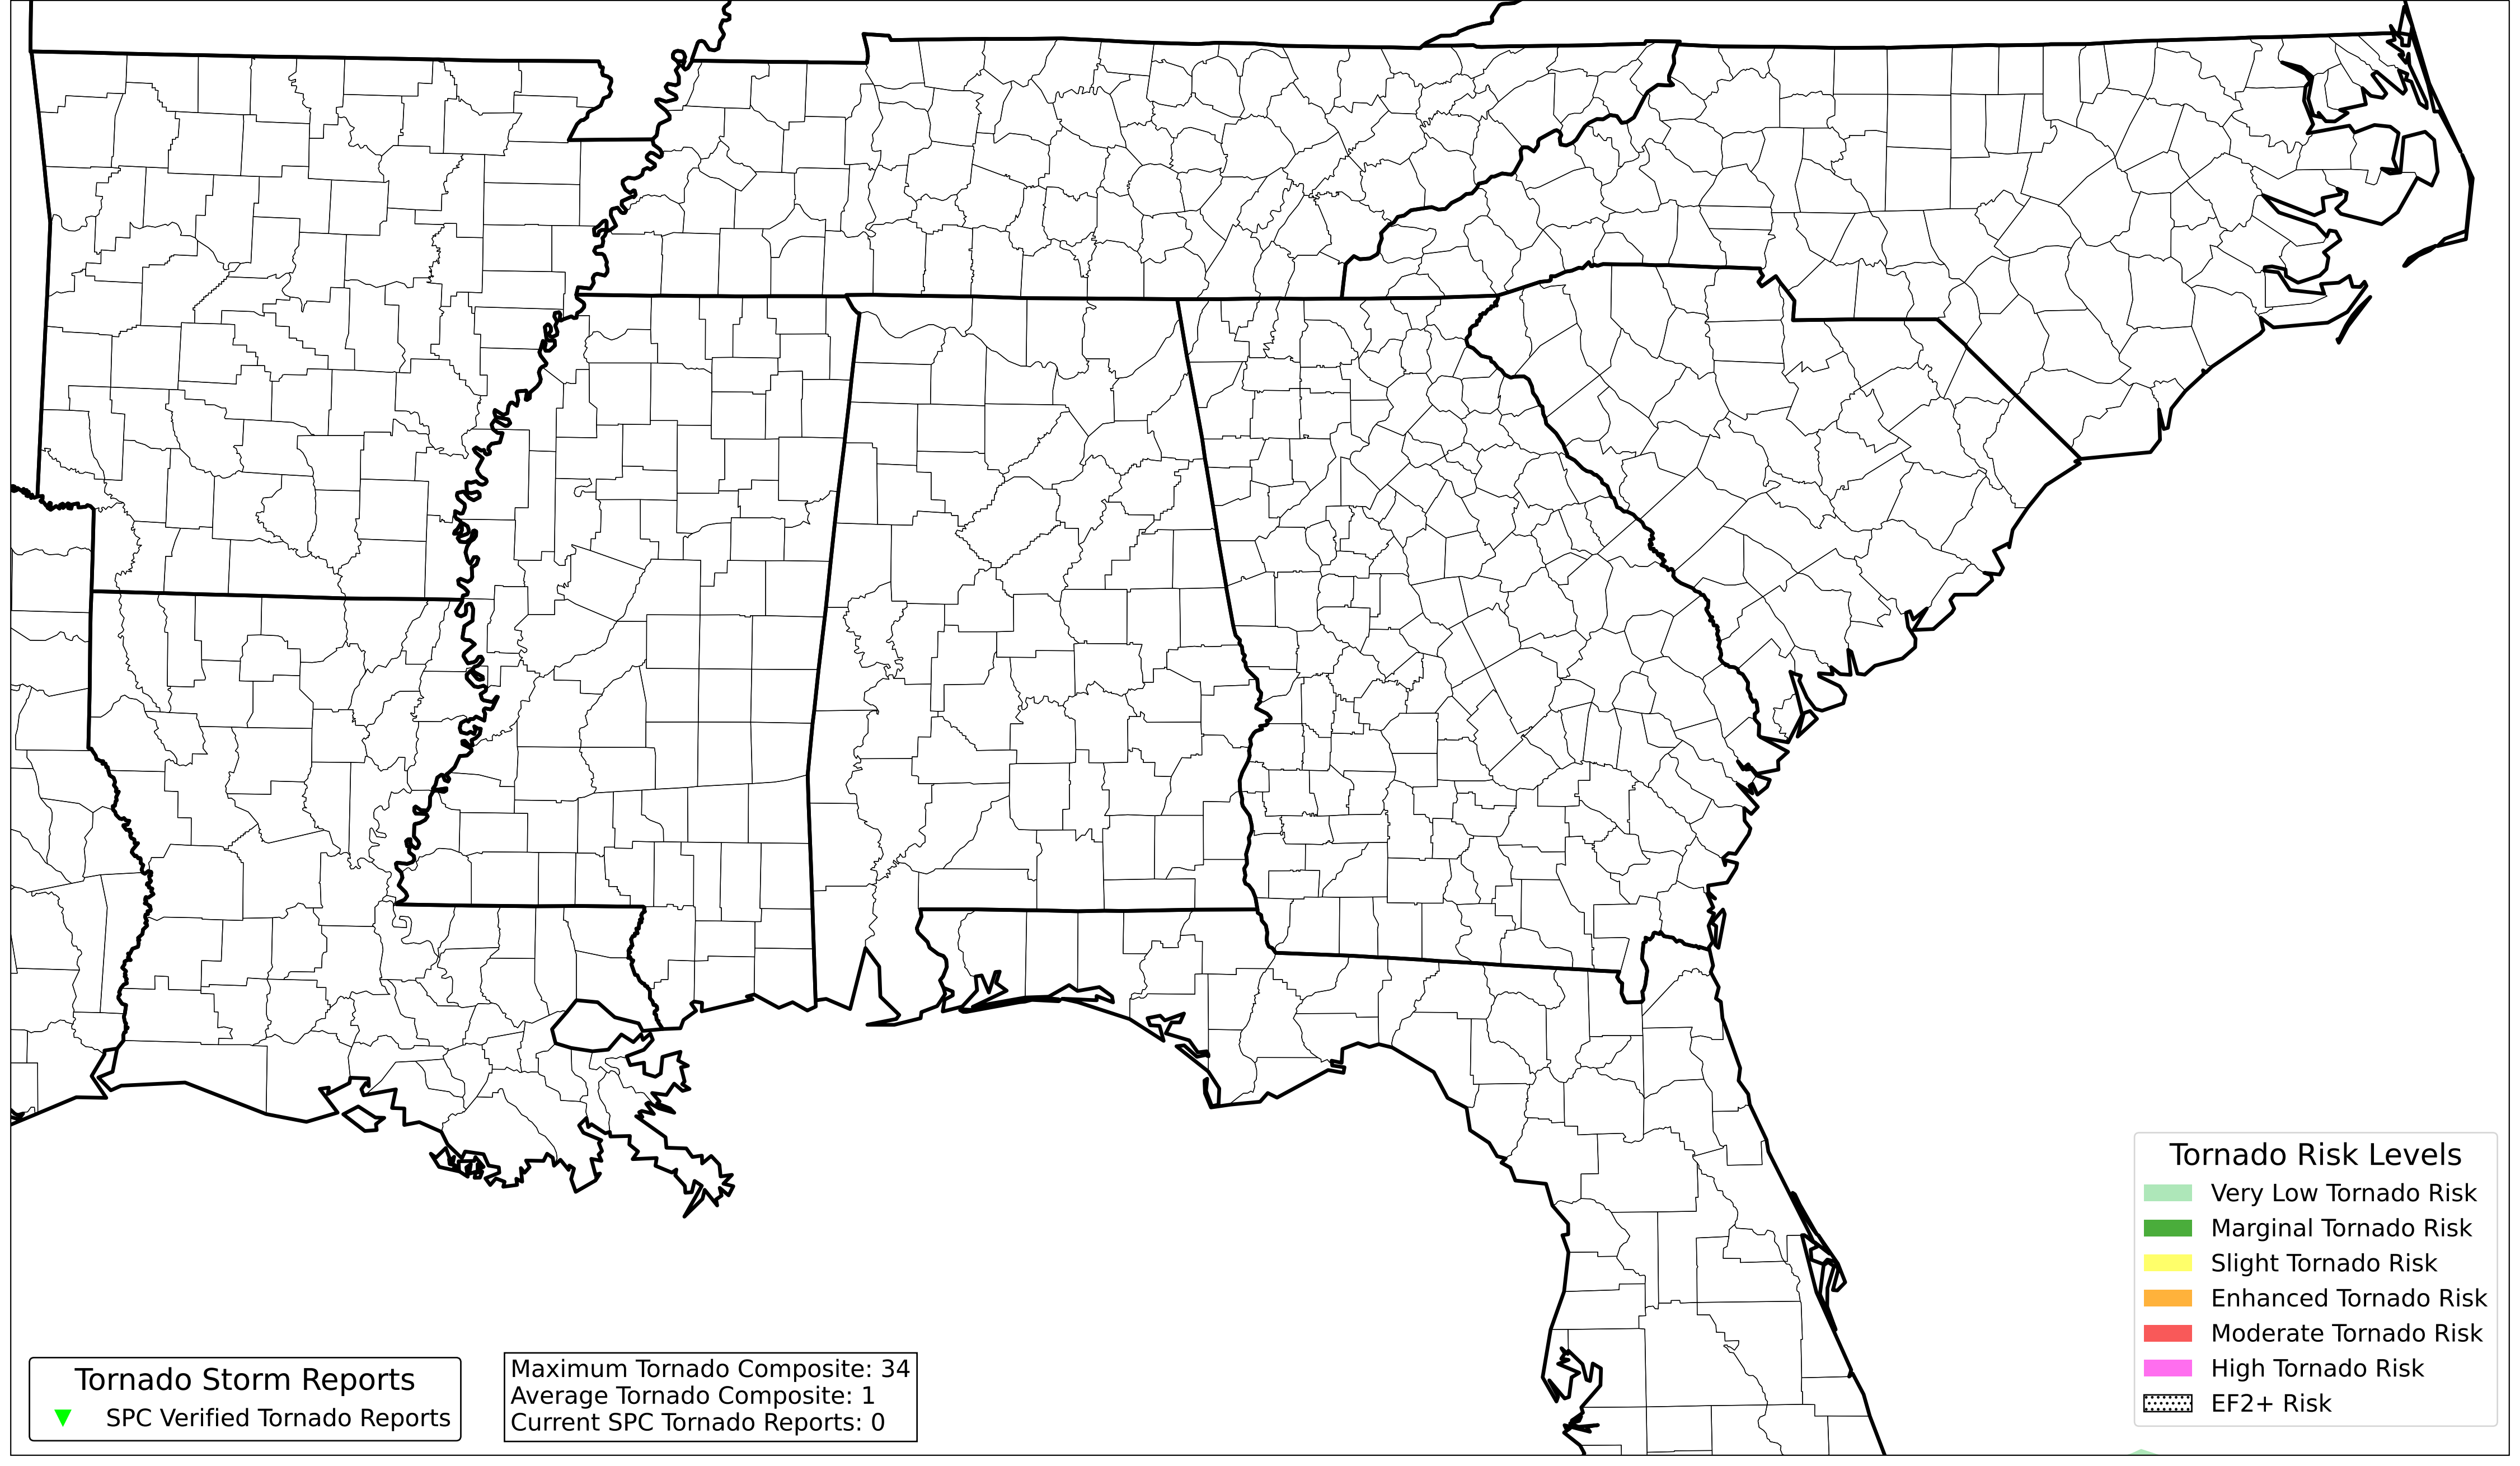 Tornado Risk Levels
Very Low Tornado Risk
Marginal Tornado Risk
Slight Tornado Risk
Enhanced Tornado Risk
Moderate Tornado Risk
High Tornado Risk
EF2+ Risk
Tornado Storm Reports
SPC Verified Tornado Reports
Maximum Tornado Composite: 34
Average Tornado Composite: 1
Current SPC Tornado Reports: 0